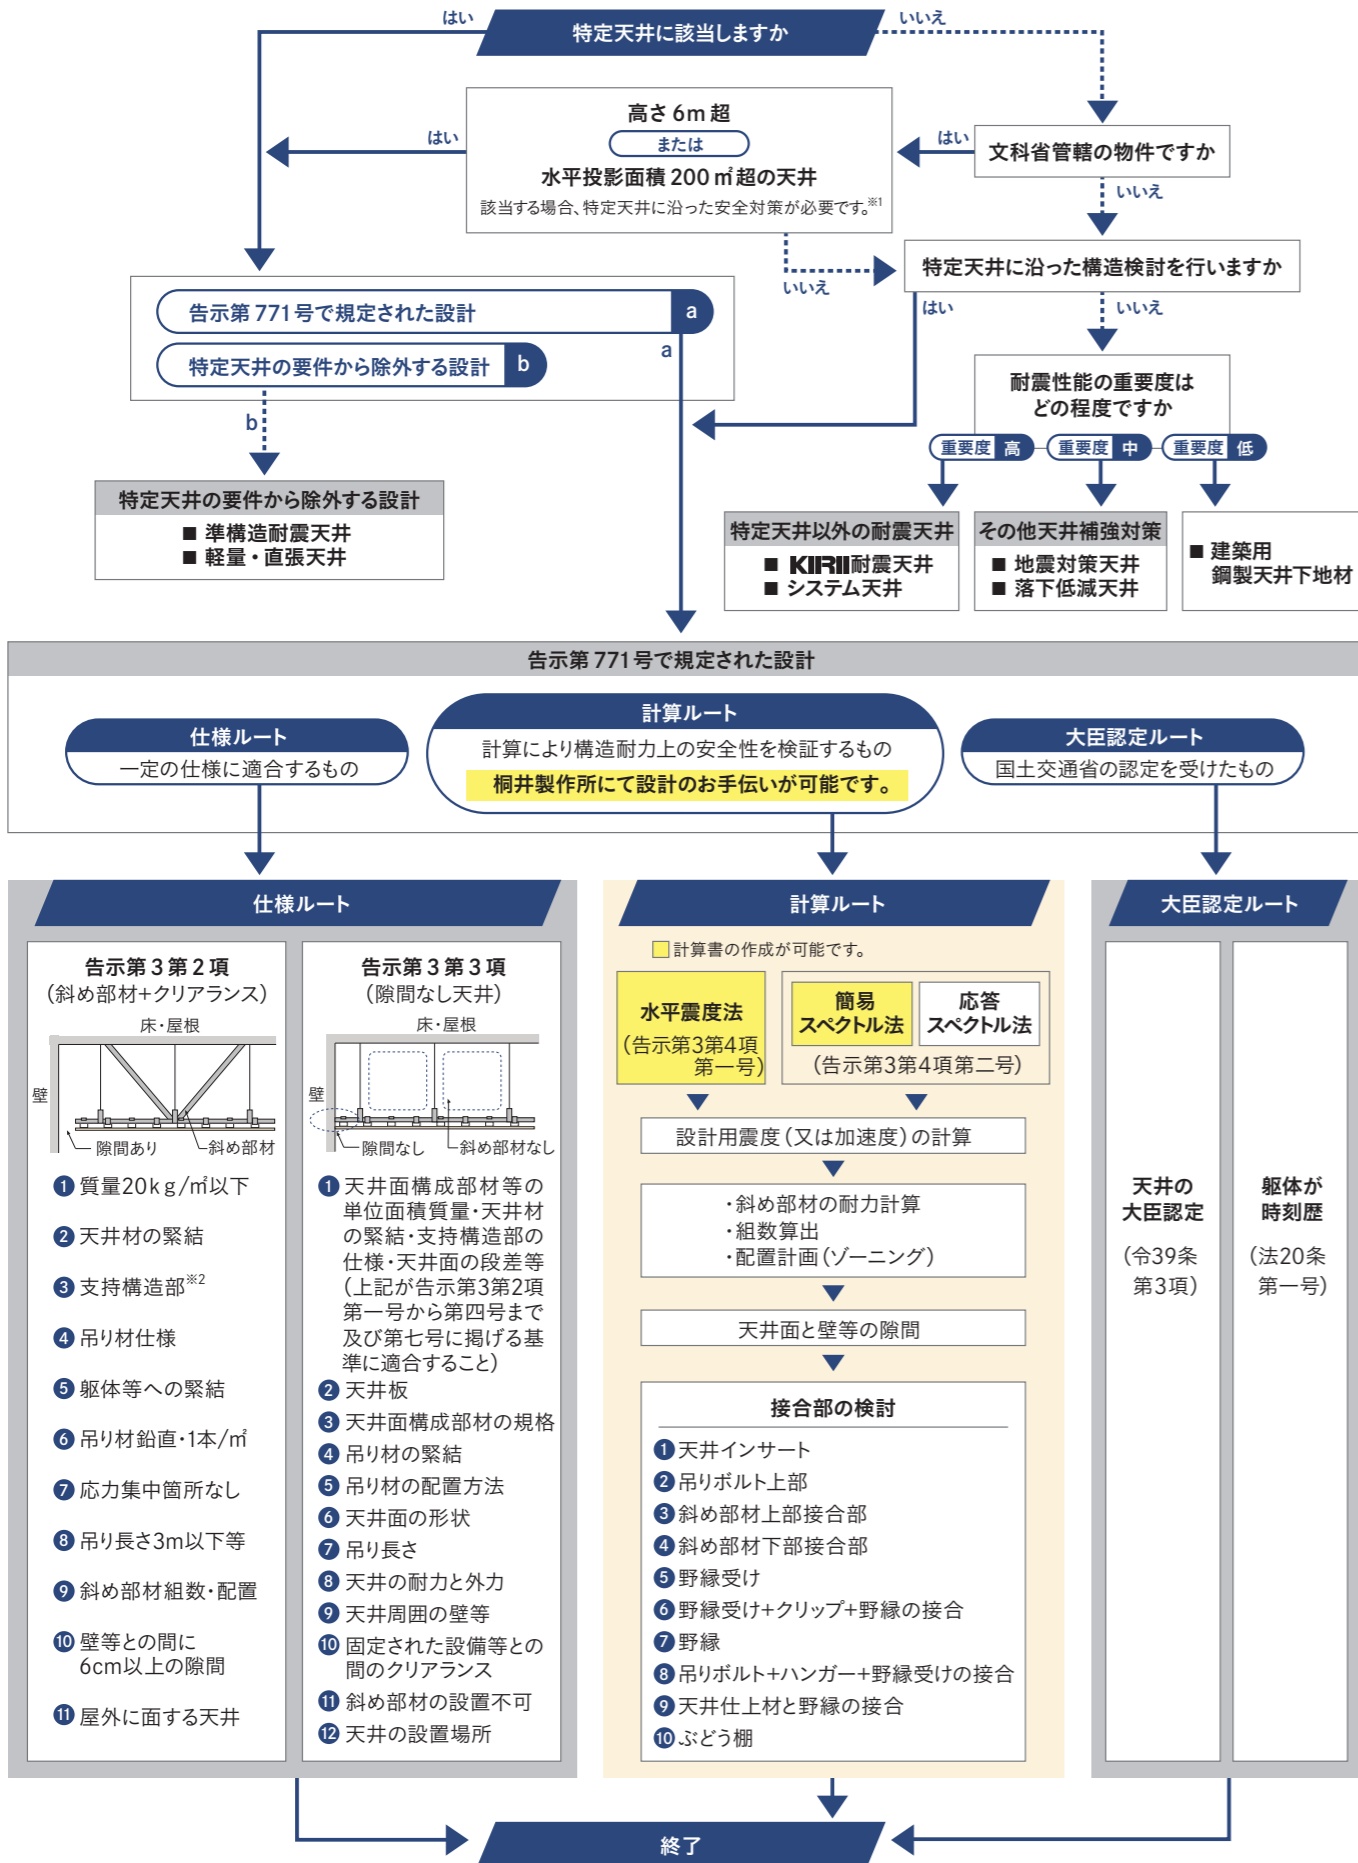 はい
特定天井に該当しますか
いいえ
高さ6m超
または
水平投影面積200㎡超の天井
該当する場合、特定天井に沿った安全対策が必要です。※1
はい
はい
文科省管轄の物件ですか
いいえ
いいえ
特定天井に沿った構造検討を行いますか
はい
いいえ
告示第771号で規定された設計 a
特定天井の要件から除外する設計 b
a
b
耐震性能の重要度は
どの程度ですか
重要度 高
重要度 中
重要度 低
特定天井の要件から除外する設計
■ 準構造耐震天井
■ 軽量・直張天井
特定天井以外の耐震天井
■ KIRII耐震天井
■ システム天井
その他天井補強対策
■ 地震対策天井
■ 落下低減天井
■ 建築用
鋼製天井下地材
告示第771号で規定された設計
仕様ルート
一定の仕様に適合するもの
計算ルート
計算により構造耐力上の安全性を検証するもの
桐井製作所にて設計のお手伝いが可能です。
大臣認定ルート
国土交通省の認定を受けたもの
仕様ルート
告示第3第2項
(斜め部材+クリアランス)
床・屋根
壁
隙間あり
斜め部材
❶質量20kg/㎡以下
❷天井材の緊結
❸支持構造部※2
❹吊り材仕様
❺躯体等への緊結
❻吊り材鉛直・1本/㎡
❼応力集中箇所なし
❽吊り長さ3m以下等
❾斜め部材組数・配置
❿壁等との間に
6cm以上の隙間
⓫屋外に面する天井
告示第3第3項
(隙間なし天井)
床・屋根
壁
隙間なし
斜め部材なし
❶天井面構成部材等の
単位面積質量・天井材
の緊結・支持構造部の
仕様・天井面の段差等
(上記が告示第3第2項
第一号から第四号まで
及び第七号に掲げる基
準に適合すること)
❷天井板
❸天井面構成部材の規格
❹吊り材の緊結
❺吊り材の配置方法
❻天井面の形状
❼吊り長さ
❽天井の耐力と外力
❾天井周囲の壁等
❿固定された設備等との
間のクリアランス
⓫斜め部材の設置不可
⓬天井の設置場所
計算ルート
計算書の作成が可能です。
水平震度法
(告示第3第4項
第一号)
簡易
スペクトル法
応答
スペクトル法
(告示第3第4項第二号)
設計用震度(又は加速度)の計算
・斜め部材の耐力計算
・組数算出
・配置計画(ゾーニング)
天井面と壁等の隙間
接合部の検討
❶天井インサート
❷吊りボルト上部
❸斜め部材上部接合部
❹斜め部材下部接合部
❺野縁受け
❻野縁受け+クリップ+野縁の接合
❼野縁
❽吊りボルト+ハンガー+野縁受けの接合
❾天井仕上材と野縁の接合
❿ぶどう棚
大臣認定ルート
天井の
大臣認定
(令39条
第3項)
躯体が
時刻歴
(法20条
第一号)
終了